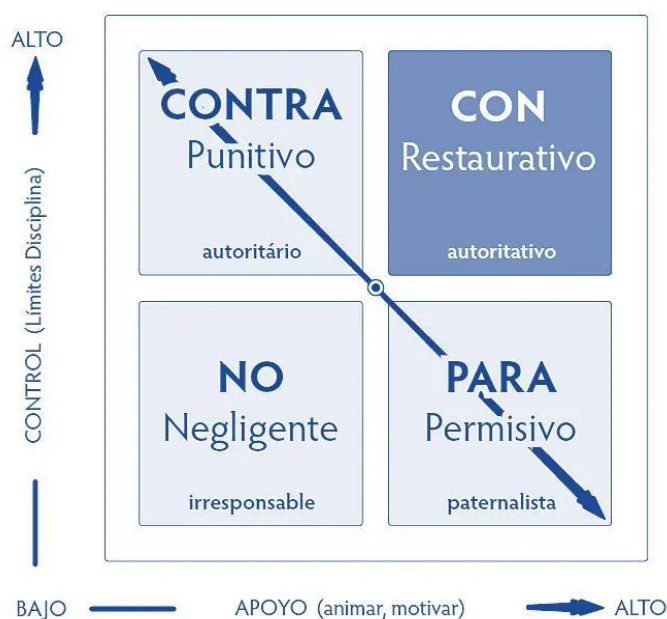 ALTO
CONTROL (Límites Disciplina)
CONTRA
Punitivo
autoritário
CON
Restaurativo
autoritativo
NO
Negligente
irresponsable
PARA
Permisivo
paternalista
BAJO
APOYO (animar, motivar)
ALTO